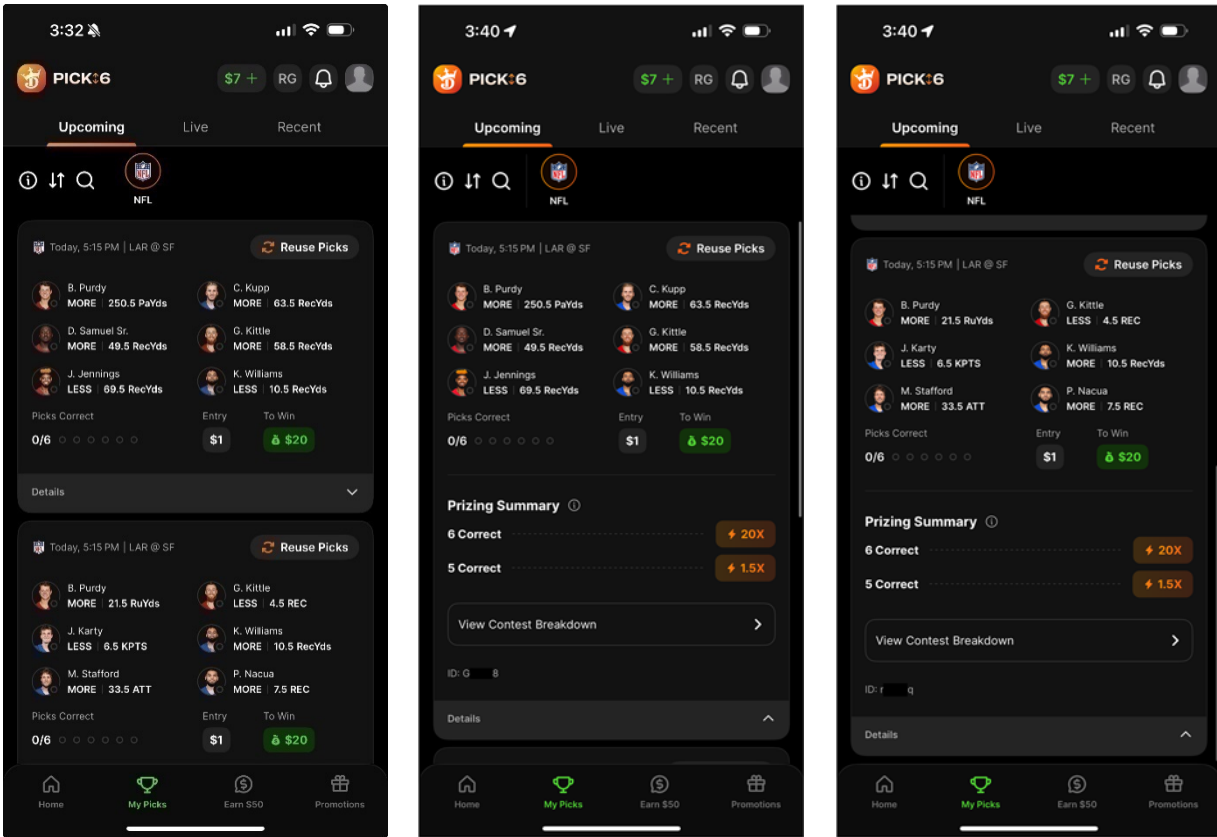 3:32
PICK6
$7 +
RG
Upcoming
Live
Recent
NFL
Today, 5:15 PM | LAR @ SF
Reuse Picks
B. Purdy
MORE | 250.5 PaYds
C. Kupp
MORE | 63.5 RecYds
D. Samuel Sr.
MORE | 49.5 RecYds
G. Kittle
MORE | 58.5 RecYds
J. Jennings
LESS | 69.5 RecYds
K. Williams
LESS | 10.5 RecYds
Picks Correct
Entry
To Win
0/6
$1
$20
Details
Today, 5:15 PM | LAR @ SF
Reuse Picks
B. Purdy
MORE | 21.5 RuYds
G. Kittle
LESS | 4.5 REC
J. Karty
LESS | 6.5 KPTS
K. Williams
MORE | 10.5 RecYds
M. Stafford
MORE | 33.5 ATT
P. Nacua
MORE | 7.5 REC
Picks Correct
Entry
To Win
0/6
$1
$20
Home
My Picks
Earn $50
Promotions
3:40
PICK6
$7 +
RG
Upcoming
Live
Recent
NFL
Today, 5:15 PM | LAR @ SF
Reuse Picks
B. Purdy
MORE | 250.5 PaYds
C. Kupp
MORE | 63.5 RecYds
D. Samuel Sr.
MORE | 49.5 RecYds
G. Kittle
MORE | 58.5 RecYds
J. Jennings
LESS | 69.5 RecYds
K. Williams
LESS | 10.5 RecYds
Picks Correct
Entry
To Win
0/6
$1
$20
Prizing Summary
6 Correct
20X
5 Correct
1.5X
View Contest Breakdown
ID: G 8
Details
Home
My Picks
Earn $50
Promotions
3:40
PICK6
$7 +
RG
Upcoming
Live
Recent
NFL
Today, 5:15 PM | LAR @ SF
Reuse Picks
B. Purdy
MORE | 21.5 RuYds
G. Kittle
LESS | 4.5 REC
J. Karty
LESS | 6.5 KPTS
K. Williams
MORE | 10.5 RecYds
M. Stafford
MORE | 33.5 ATT
P. Nacua
MORE | 7.5 REC
Picks Correct
Entry
To Win
0/6
$1
$20
Prizing Summary
6 Correct
20X
5 Correct
1.5X
View Contest Breakdown
ID: r q
Details
Home
My Picks
Earn $50
Promotions